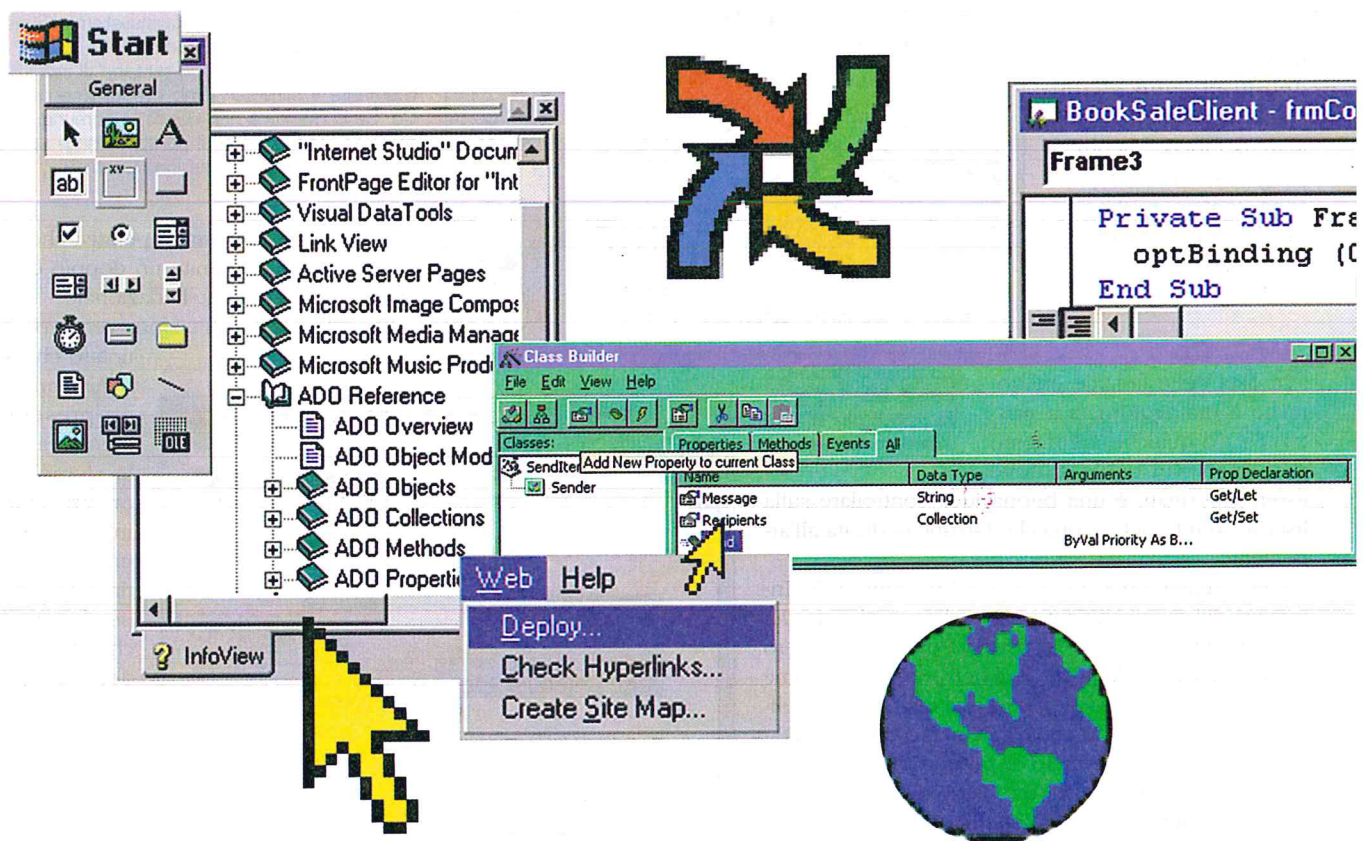 Start
General
A
ab|
XY
OLE
"Internet Studio" Docum
FrontPage Editor for "Int
Visual DataTools
Link View
Active Server Pages
Microsoft Image Compos
Microsoft Media Manage
Microsoft Music Prod
ADO Reference
ADO Overview
ADO Object Mod
ADO Objects
ADO Collections
ADO Methods
ADO Properti
? InfoView
BookSaleClient - frmCo
Frame3
Private Sub Fra
optBinding (0
End Sub
Class Builder
File Edit View Help
Classes:
Properties Methods Events All
SendIte
Add New Property to current Class
Sender
Name Data Type Arguments Prop Declaration
Message String Get/Let
Recipients Collection Get/Set
ByVal Priority As B...
Web Help
Deploy...
Check Hyperlinks...
Create Site Map...